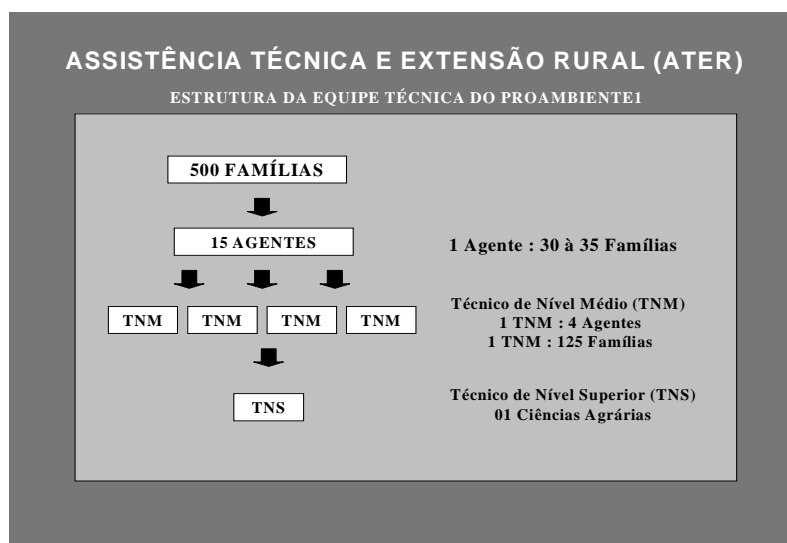 ASSISTÊNCIA TÉCNICA E EXTENSÃO RURAL (ATER)
ESTRUTURA DA EQUIPE TÉCNICA DO PROAMBIENTE1
500 FAMÍLIAS
15 AGENTES
1 Agente : 30 à 35 Famílias
TNM TNM TNM TNM
Técnico de Nível Médio (TNM)
1 TNM : 4 Agentes
1 TNM : 125 Famílias
TNS
Técnico de Nível Superior (TNS)
01 Ciências Agrárias